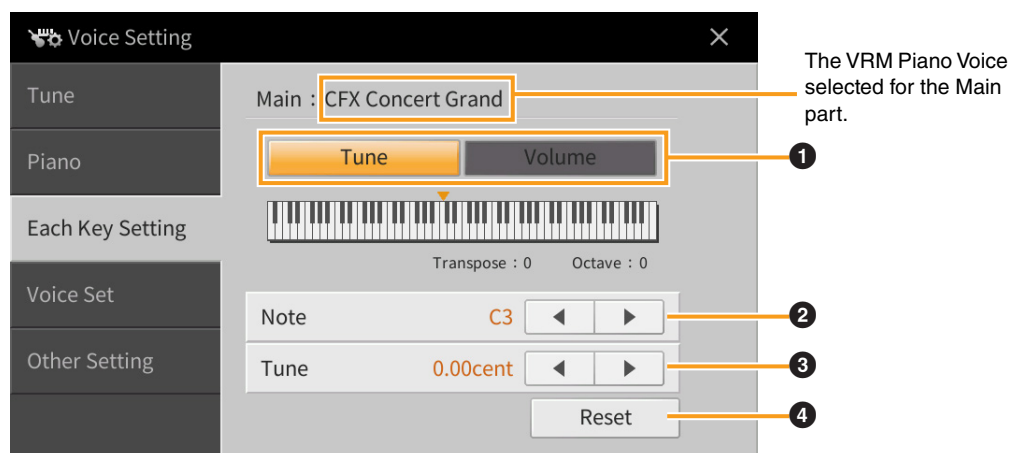 Voice Setting
Tune
Piano
Each Key Setting
Voice Set
Other Setting
Main : CFX Concert Grand
Tune Volume
Transpose : 0 Octave : 0
Note C3
Tune 0.00cent
Reset
The VRM Piano Voice
selected for the Main
part.
1
2
3
4